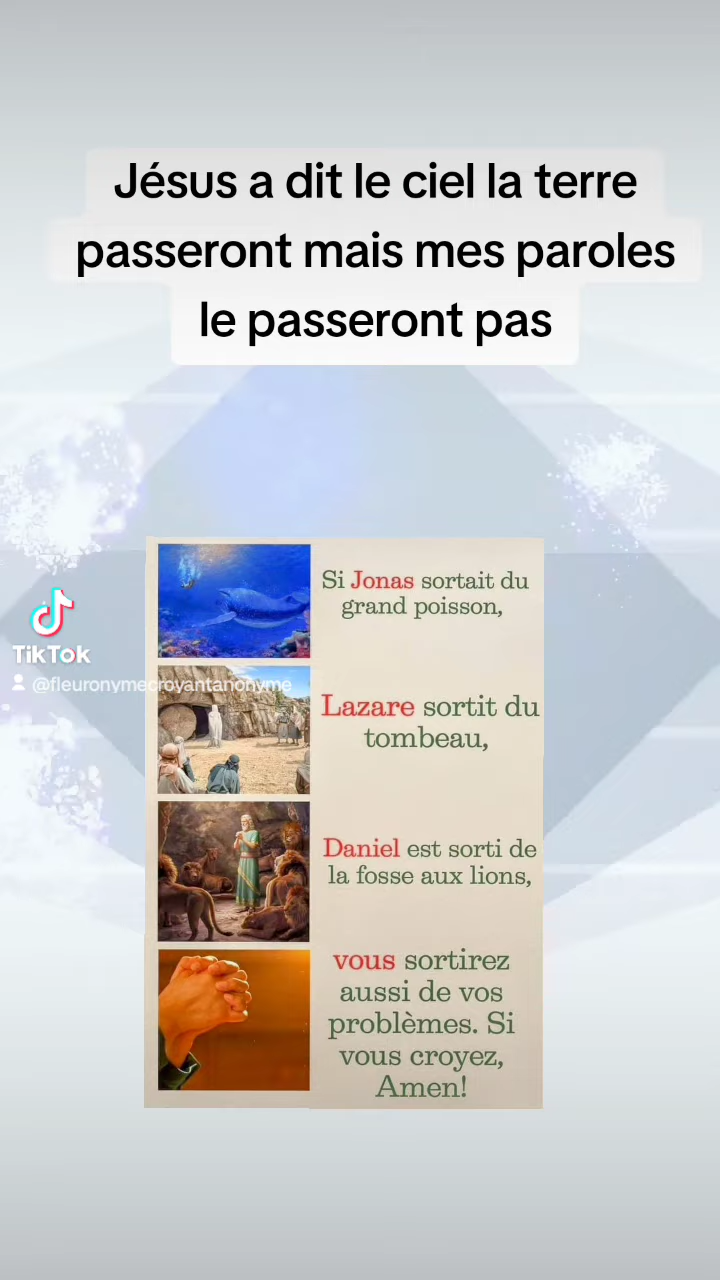 Jésus a dit le ciel la terre
passeront mais mes paroles
le passeront pas
Si Jonas sortait du
grand poisson,
TikTok
@fleuronymecroyantanonyme
Lazare sortit du
tombeau,
Daniel est sorti de
la fosse aux lions,
vous sortirez
aussi de vos
problèmes. Si
vous croyez,
Amen!